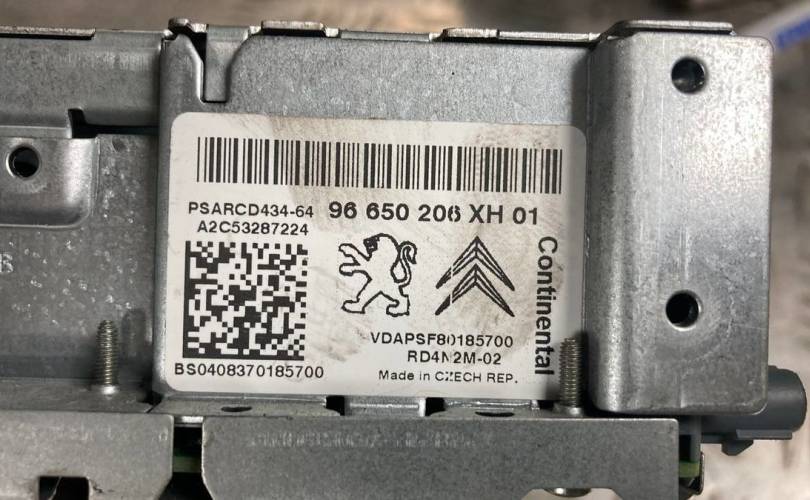 PSARCD434-64 96 650 206 XH 01
A2C53287224
Continental
VDAPSF80185700
RD4N2M-02
BS0408370185700
Made in CZECH REP.